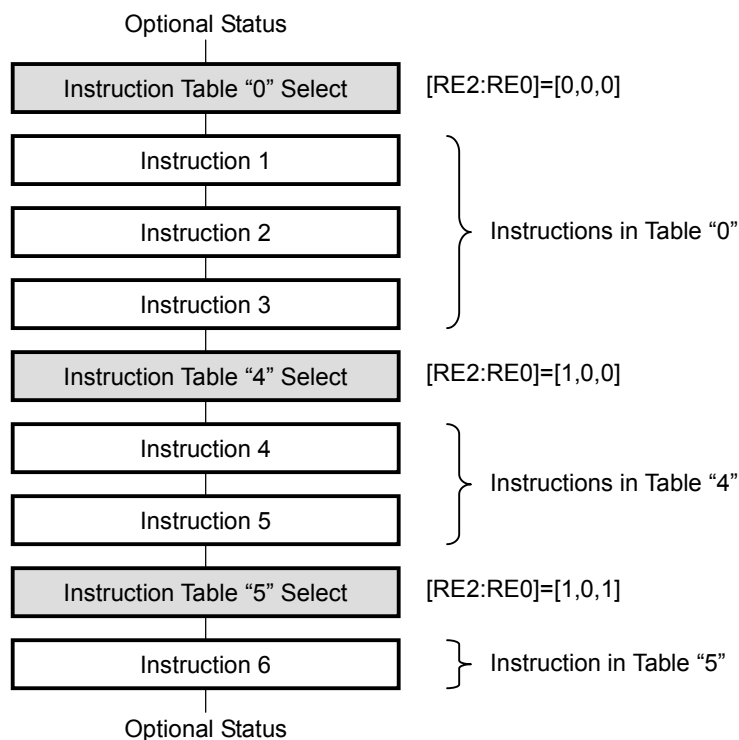 Optional Status
Instruction Table “0” Select
[RE2:RE0]=[0,0,0]
Instruction 1
Instruction 2
Instructions in Table “0”
Instruction 3
Instruction Table “4” Select
[RE2:RE0]=[1,0,0]
Instruction 4
Instructions in Table “4”
Instruction 5
Instruction Table “5” Select
[RE2:RE0]=[1,0,1]
Instruction 6
Instruction in Table “5”
Optional Status